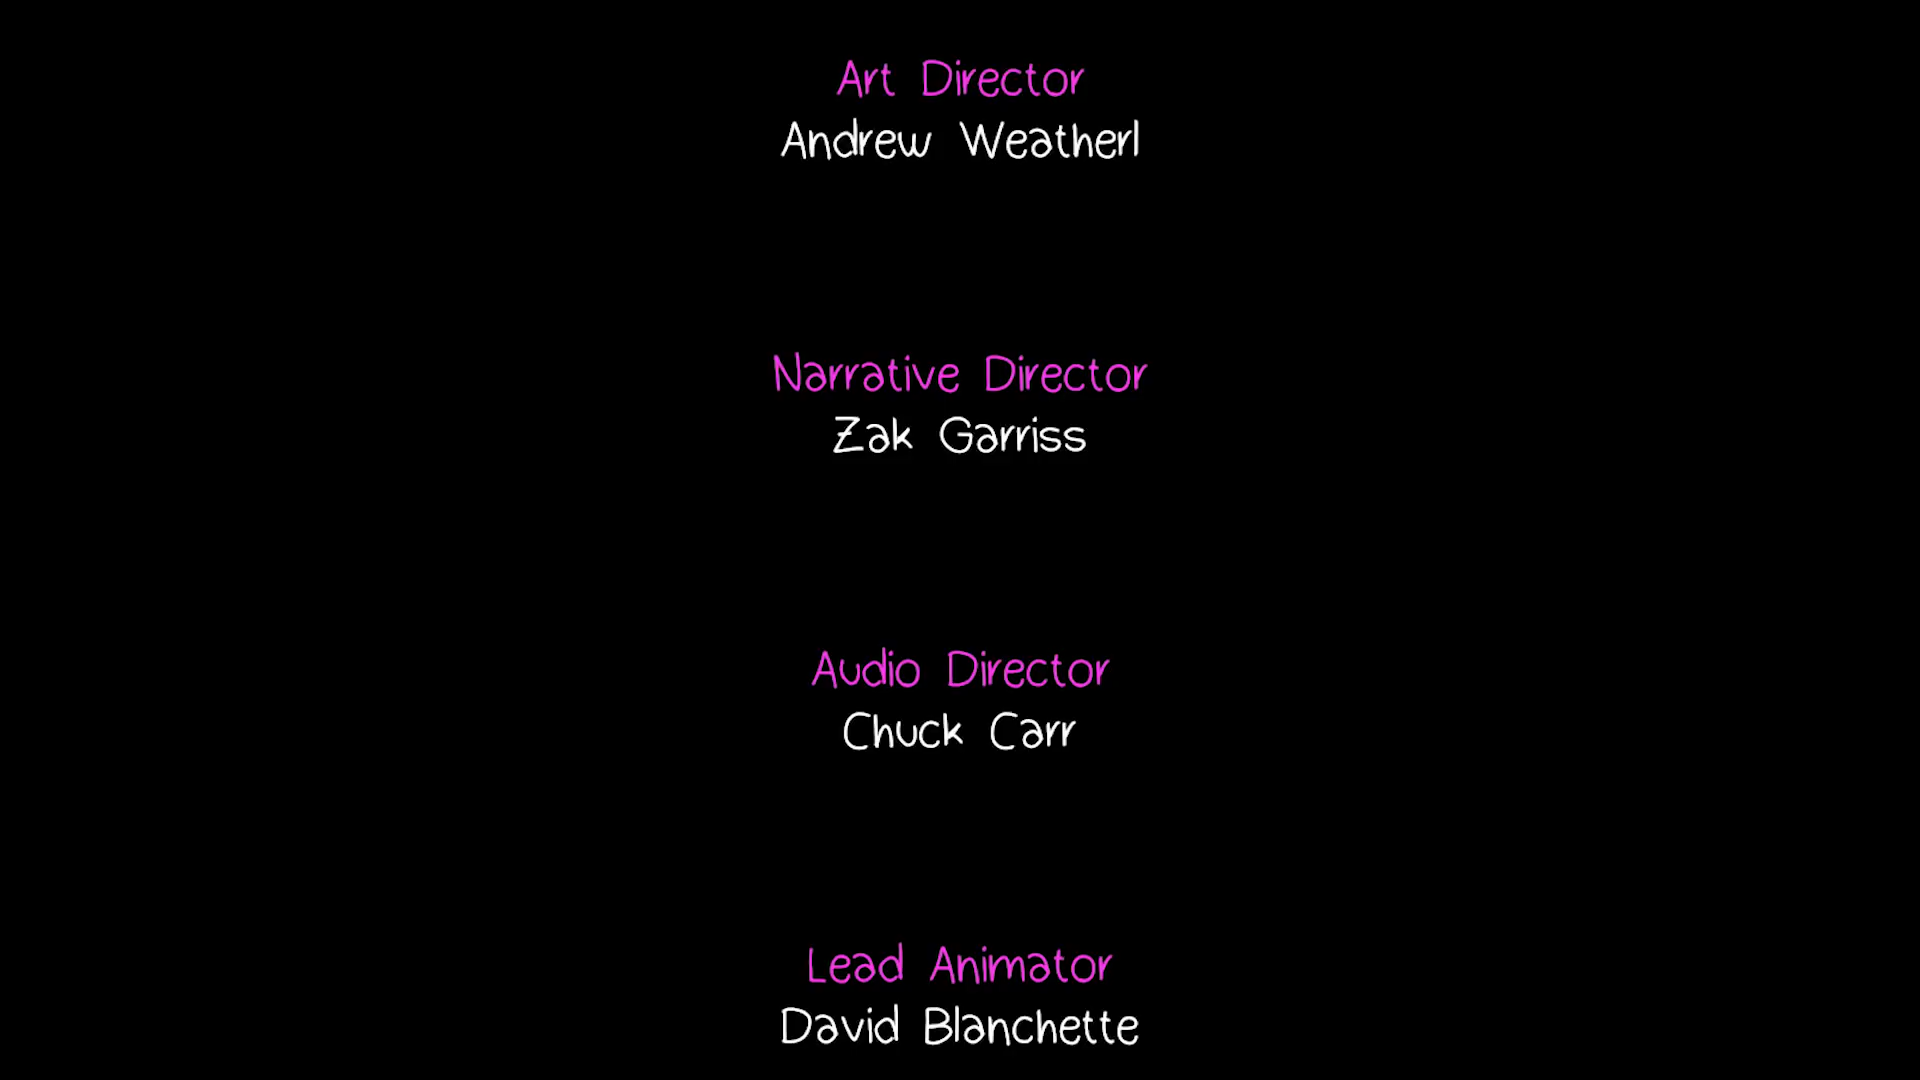 Art Director
Andrew Weatherl
Narrative Director
Zak Garriss
Audio Director
Chuck Carr
Lead Animator
David Blanchette